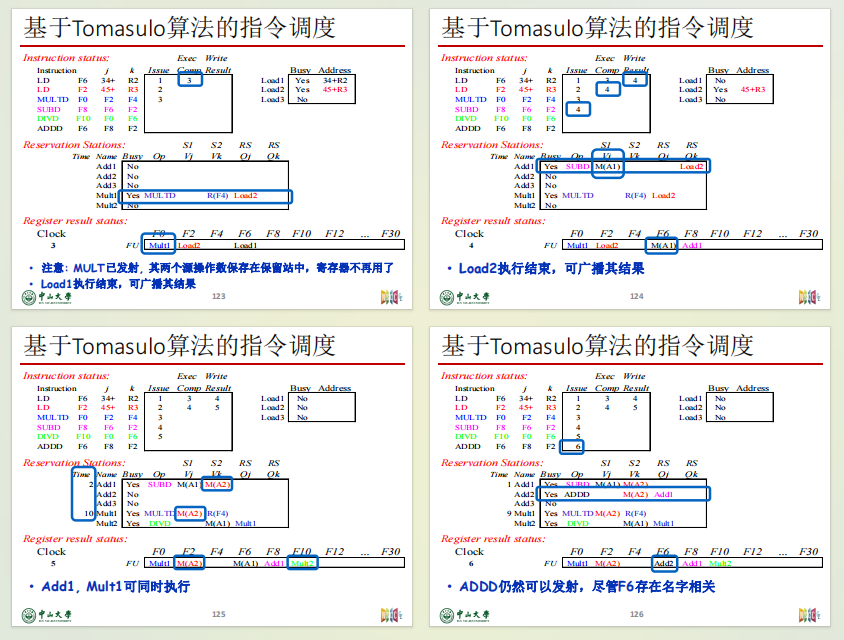 基于Tomasulo算法的指令调度
Instruction status: Exec Write
Instruction j k Issue Comp Result Busy Address
LD F6 34+ R2 1 3 Load1 Yes 34+R2
LD F2 45+ R3 2 Load2 Yes 45+R3
MULTD F0 F2 F4 3 Load3 No
SUBD F8 F6 F2
DIVD F10 F0 F6
ADDD F6 F8 F2
Reservation Stations: S1 S2 RS RS
Time Name Busy Op Vj Vk Qj Qk
Add1 No
Add2 No
Add3 No
Mult1 Yes MULTD R(F4) Load2
Mult2 No
Register result status:
Clock F0 F2 F4 F6 F8 F10 F12 ... F30
3 FU Mult1 Load2 Load1
• 注意: MULT已发射, 其两个源操作数保存在保留站中, 寄存器不再用了
• Load1执行结束，可广播其结果
中山大学
123
基于Tomasulo算法的指令调度
Instruction status: Exec Write
Instruction j k Issue Comp Result Busy Address
LD F6 34+ R2 1 3 4 Load1 No
LD F2 45+ R3 2 4 Load2 Yes 45+R3
MULTD F0 F2 F4 3 Load3 No
SUBD F8 F6 F2 4
DIVD F10 F0 F6
ADDD F6 F8 F2
Reservation Stations: S1 S2 RS RS
Time Name Busy Op Vj Vk Qj Qk
Add1 Yes SUBD M(A1) Load2
Add2 No
Add3 No
Mult1 Yes MULTD R(F4) Load2
Mult2 No
Register result status:
Clock F0 F2 F4 F6 F8 F10 F12 ... F30
4 FU Mult1 Load2 M(A1) Add1
• Load2执行结束，可广播其结果
中山大学
124
基于Tomasulo算法的指令调度
Instruction status: Exec Write
Instruction j k Issue Comp Result Busy Address
LD F6 34+ R2 1 3 4 Load1 No
LD F2 45+ R3 2 4 5 Load2 No
MULTD F0 F2 F4 3 Load3 No
SUBD F8 F6 F2 4
DIVD F10 F0 F6 5
ADDD F6 F8 F2
Reservation Stations: S1 S2 RS RS
Time Name Busy Op Vj Vk Qj Qk
2 Add1 Yes SUBD M(A1) M(A2)
Add2 No
Add3 No
10 Mult1 Yes MULTD M(A2) R(F4)
Mult2 Yes DIVD M(A1) Mult1
Register result status:
Clock F0 F2 F4 F6 F8 F10 F12 ... F30
5 FU Mult1 M(A2) M(A1) Add1 Mult2
• Add1, Mult1可同时执行
中山大学
125
基于Tomasulo算法的指令调度
Instruction status: Exec Write
Instruction j k Issue Comp Result Busy Address
LD F6 34+ R2 1 3 4 Load1 No
LD F2 45+ R3 2 4 5 Load2 No
MULTD F0 F2 F4 3 Load3 No
SUBD F8 F6 F2 4
DIVD F10 F0 F6 5
ADDD F6 F8 F2 6
Reservation Stations: S1 S2 RS RS
Time Name Busy Op Vj Vk Qj Qk
1 Add1 Yes SUBD M(A1) M(A2)
Add2 Yes ADDD M(A2) Add1
Add3 No
9 Mult1 Yes MULTD M(A2) R(F4)
Mult2 Yes DIVD M(A1) Mult1
Register result status:
Clock F0 F2 F4 F6 F8 F10 F12 ... F30
6 FU Mult1 M(A2) Add2 Add1 Mult2
• ADDD仍然可以发射，尽管F6存在名字相关
中山大学
126